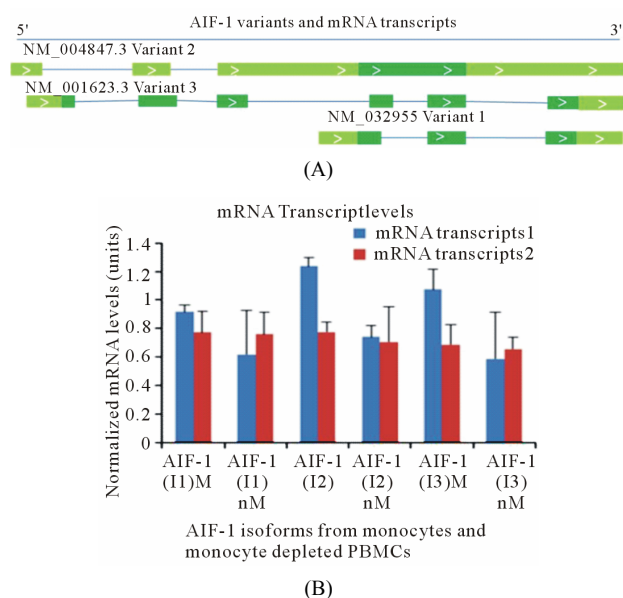 AIF-1 variants and mRNA transcripts
5' 3'
NM_004847.3 Variant 2
NM_001623.3 Variant 3
NM_032955 Variant 1
(A)
mRNA Transcriptlevels
mRNA transcripts1
mRNA transcripts2
Normalized mRNA levels (units)
1.4
1.2
1
0.8
0.6
0.4
0.2
0
AIF-1 AIF-1 AIF-1 AIF-1 AIF-1 AIF-1
(I1)M (I1) (I2) (I2) (I3)M (I3)
nM nM nM
AIF-1 isoforms from monocytes and
monocyte depleted PBMCs
(B)